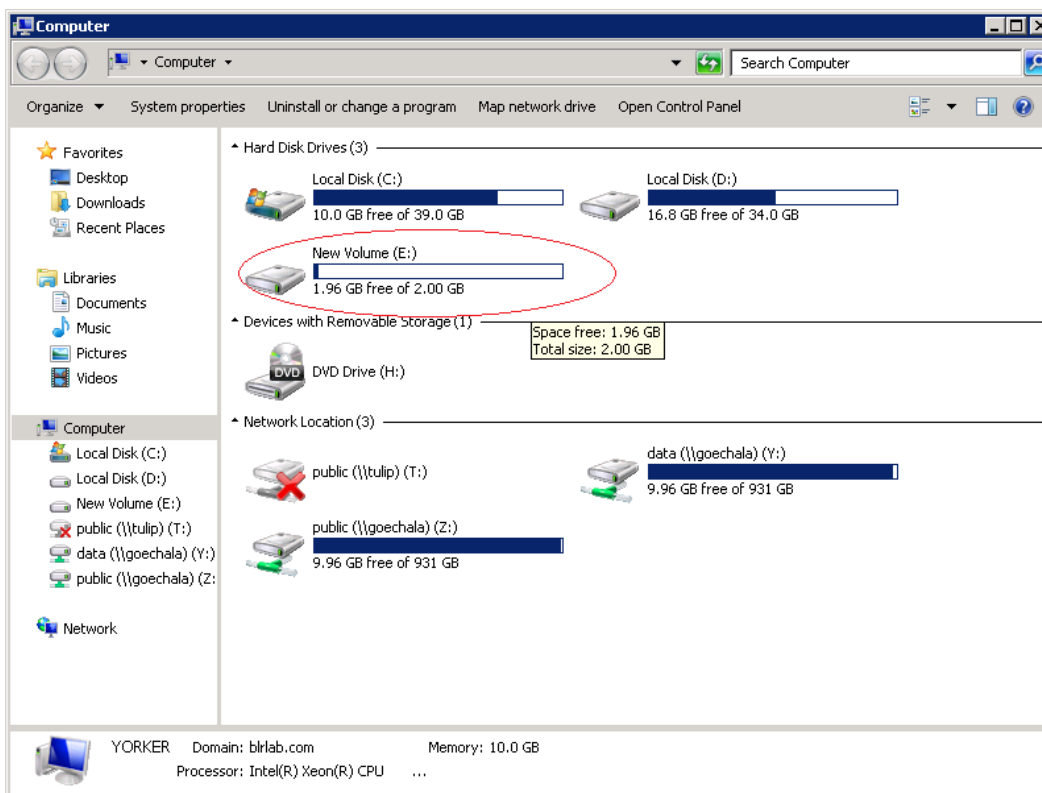 Computer
Computer
Search Computer
Organize System properties Uninstall or change a program Map network drive Open Control Panel
Favorites
Desktop
Downloads
Recent Places
Libraries
Documents
Music
Pictures
Videos
Computer
Local Disk (C:)
Local Disk (D:)
New Volume (E:)
public (\\tulip) (T:)
data (\\goechala) (Y:)
public (\\goechala) (Z:
Network
Hard Disk Drives (3)
Local Disk (C:)
10.0 GB free of 39.0 GB
Local Disk (D:)
16.8 GB free of 34.0 GB
New Volume (E:)
1.96 GB free of 2.00 GB
Devices with Removable Storage (1)
Space free: 1.96 GB
Total size: 2.00 GB
DVD
DVD Drive (H:)
Network Location (3)
public (\\tulip) (T:)
data (\\goechala) (Y:)
9.96 GB free of 931 GB
public (\\goechala) (Z:)
9.96 GB free of 931 GB
YORKER Domain: blrlab.com Memory: 10.0 GB
Processor: Intel(R) Xeon(R) CPU ...